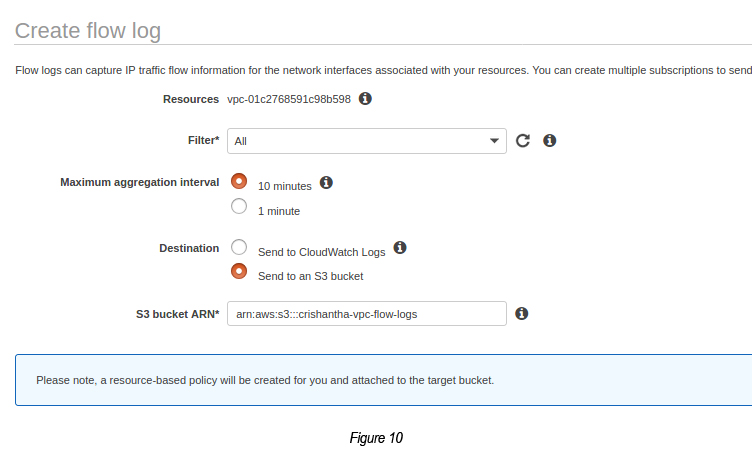 Create flow log
Flow logs can capture IP traffic flow information for the network interfaces associated with your resources. You can create multiple subscriptions to send
Resources vpc-01c2768591c98b598
Filter* All
Maximum aggregation interval 10 minutes
1 minute
Destination Send to CloudWatch Logs
Send to an S3 bucket
S3 bucket ARN* arn:aws:s3:::crishantha-vpc-flow-logs
Please note, a resource-based policy will be created for you and attached to the target bucket.
Figure 10